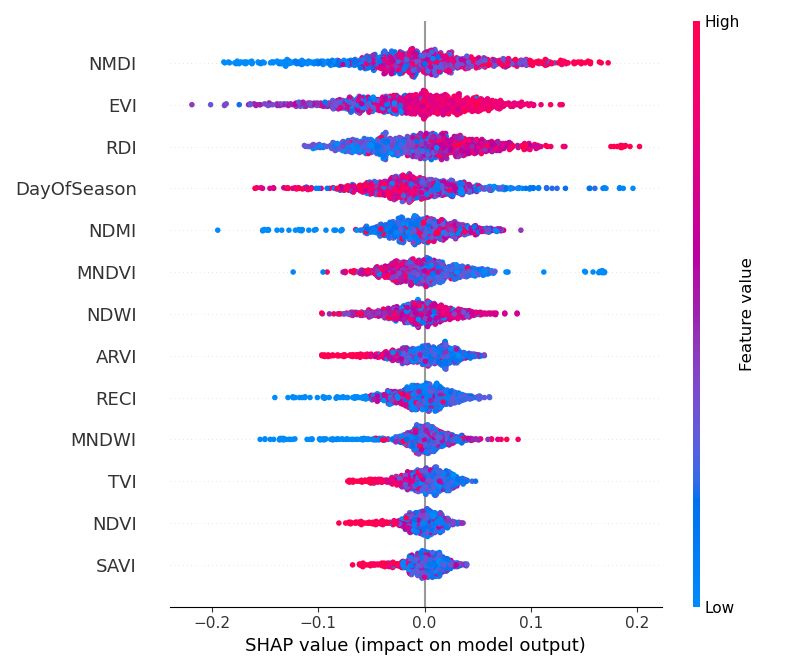 High
NMDI
EVI
RDI
DayOfSeason
NDMI
MNDVI
NDWI
ARVI
RECI
MNDWI
TVI
NDVI
SAVI
Feature value
Low
−0.2 −0.1 0.0 0.1 0.2
SHAP value (impact on model output)